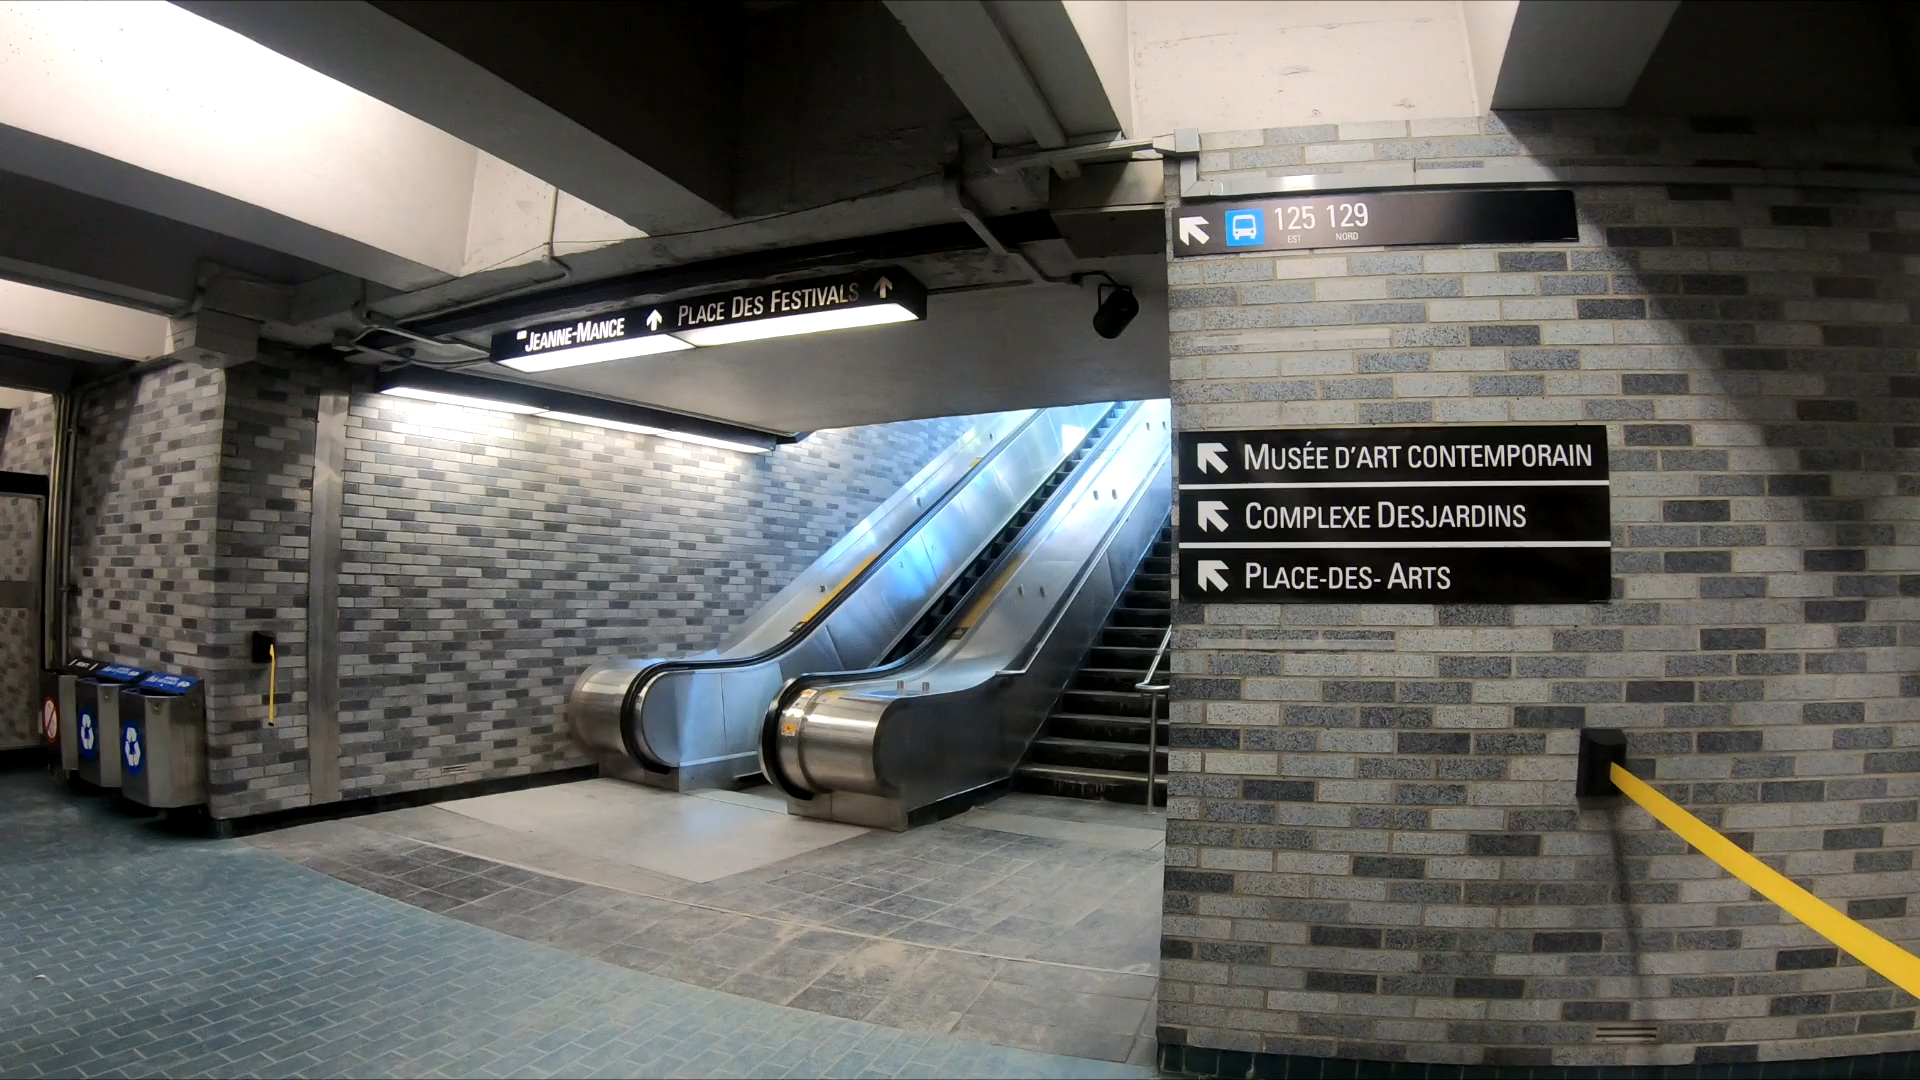 JEANNE-MANCE
PLACE DES FESTIVALS
125 129
EST NORD
MUSÉE D'ART CONTEMPORAIN
COMPLEXE DESJARDINS
PLACE-DES- ARTS